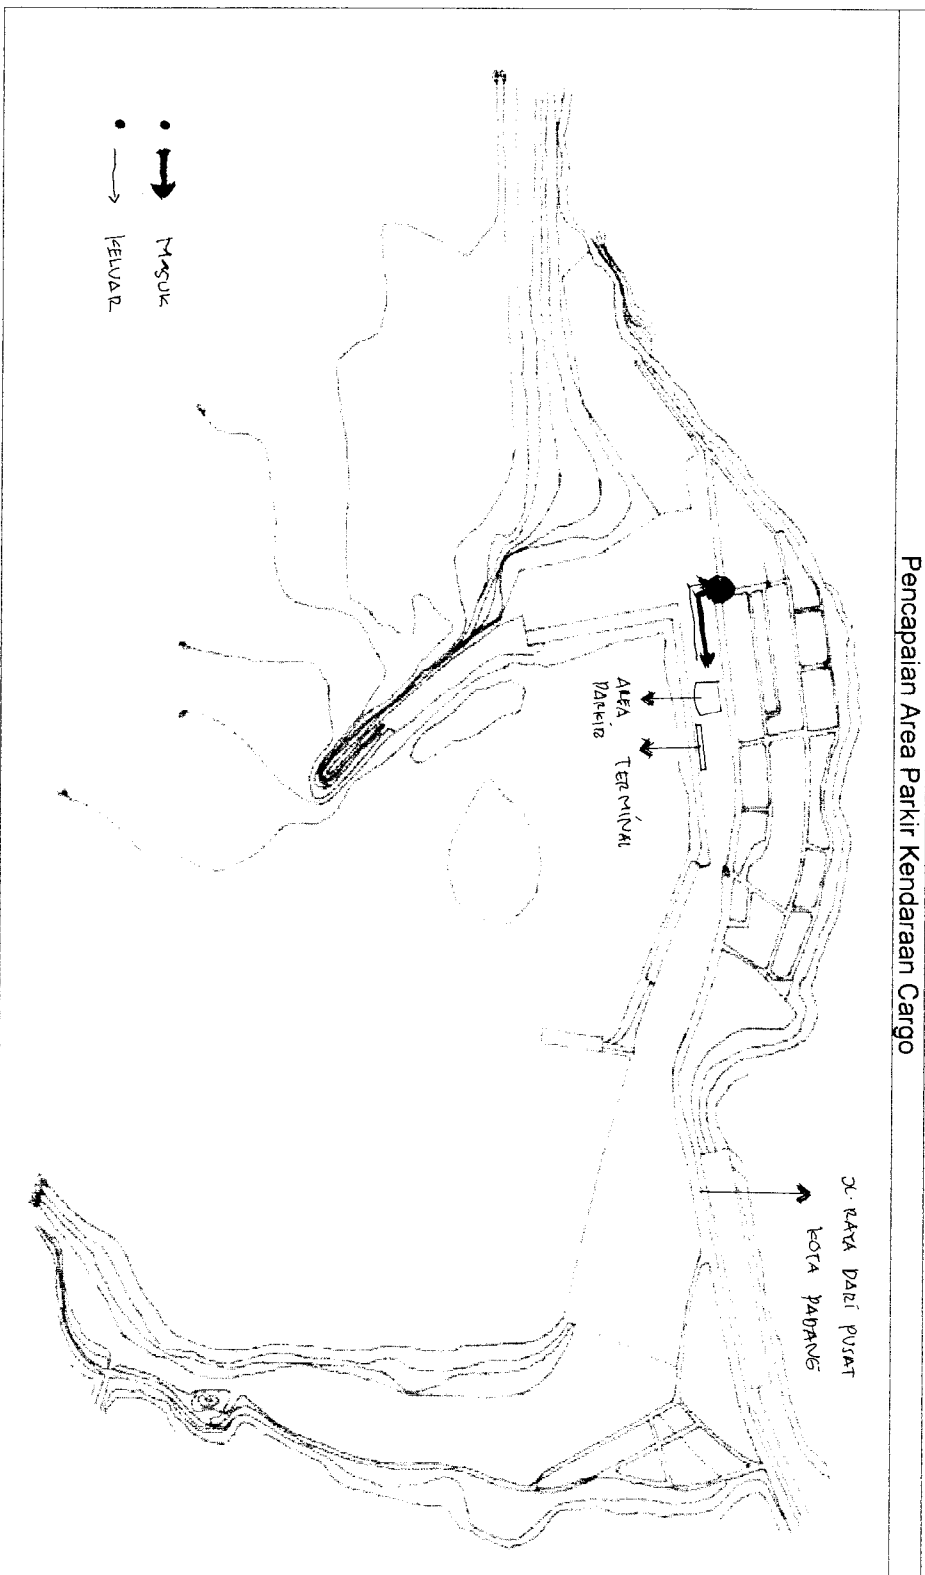 Pencapaian Area Parkir Kendaraan Cargo
JL. RAYA DARI PUSAT
KOTA PADANG
AREA
PARKIR
TERMINAL
MASUK
KELUAR